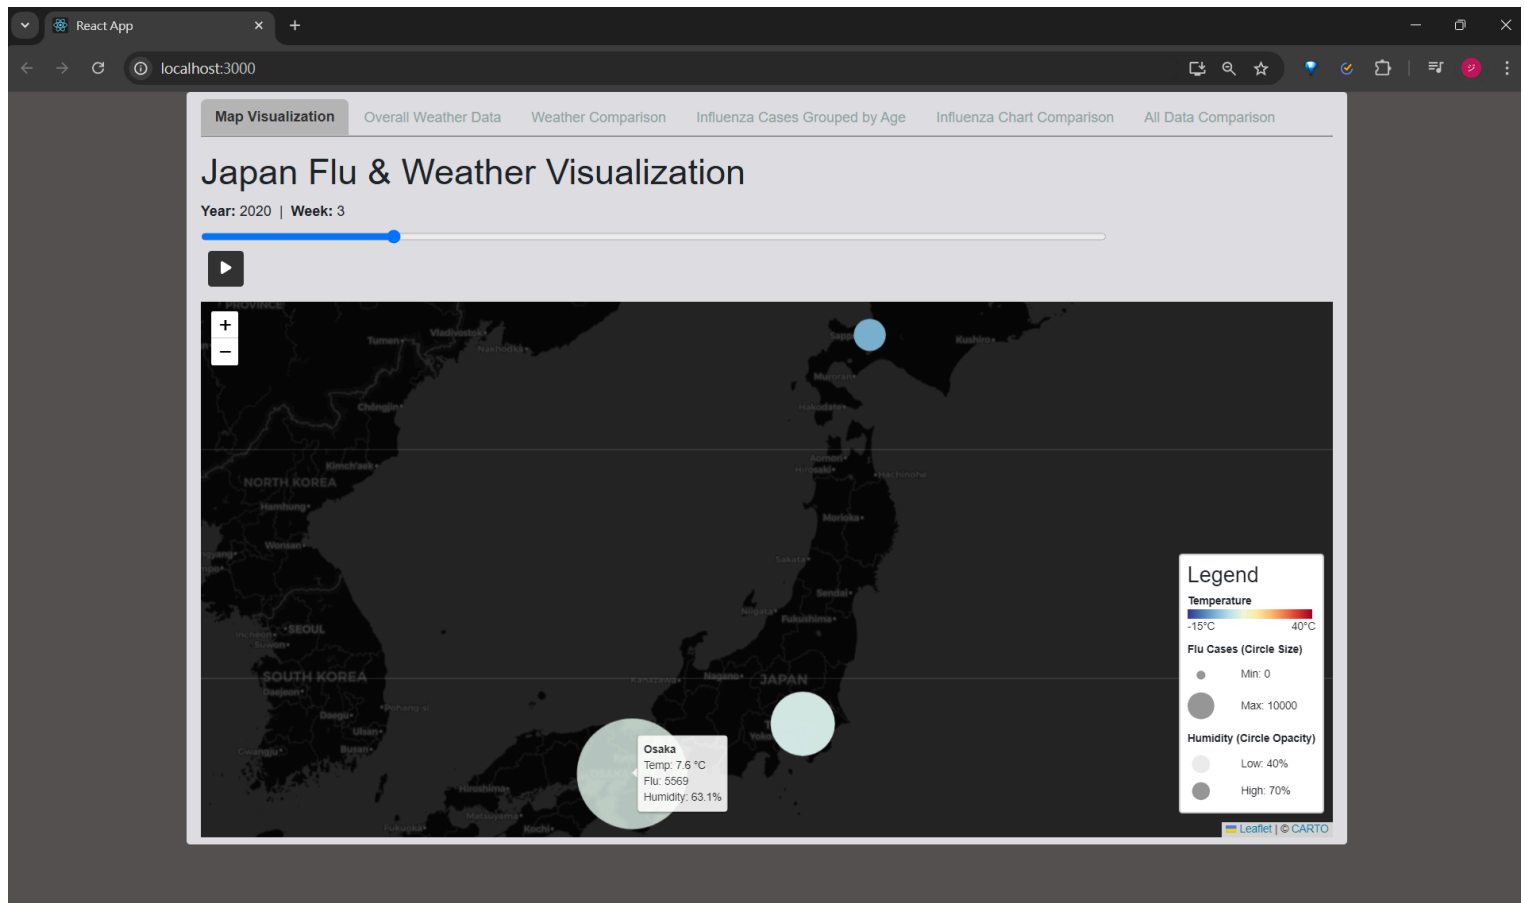 React App
localhost:3000
Map Visualization
Overall Weather Data
Weather Comparison
Influenza Cases Grouped by Age
Influenza Chart Comparison
All Data Comparison
Japan Flu & Weather Visualization
Year: 2020 | Week: 3
+
−
PROVINCE
Vladivostok
Tumen
Nakhodka
Kushiro
Muroran
Chŏngjin
Hakodate
Aomori
Kimch'aek
Hirosaki
Hachinohe
NORTH KOREA
Hamhung
Morioka
Wonsan
Sakata
Sendai
Niigata
Fukushima
Incheon
SEOUL
Suwon
SOUTH KOREA
Kanazawa
Nagano
JAPAN
Daejeon
Pohang-si
Daegu
Ulsan
Gwangju
Busan
Hiroshima
Matsuyama
Fukuoka
Kochi
OSAKA
Osaka
Temp: 7.6 °C
Flu: 5569
Humidity: 63.1%
Legend
Temperature
-15°C
40°C
Flu Cases (Circle Size)
Min: 0
Max: 10000
Humidity (Circle Opacity)
Low: 40%
High: 70%
Leaflet | © CARTO